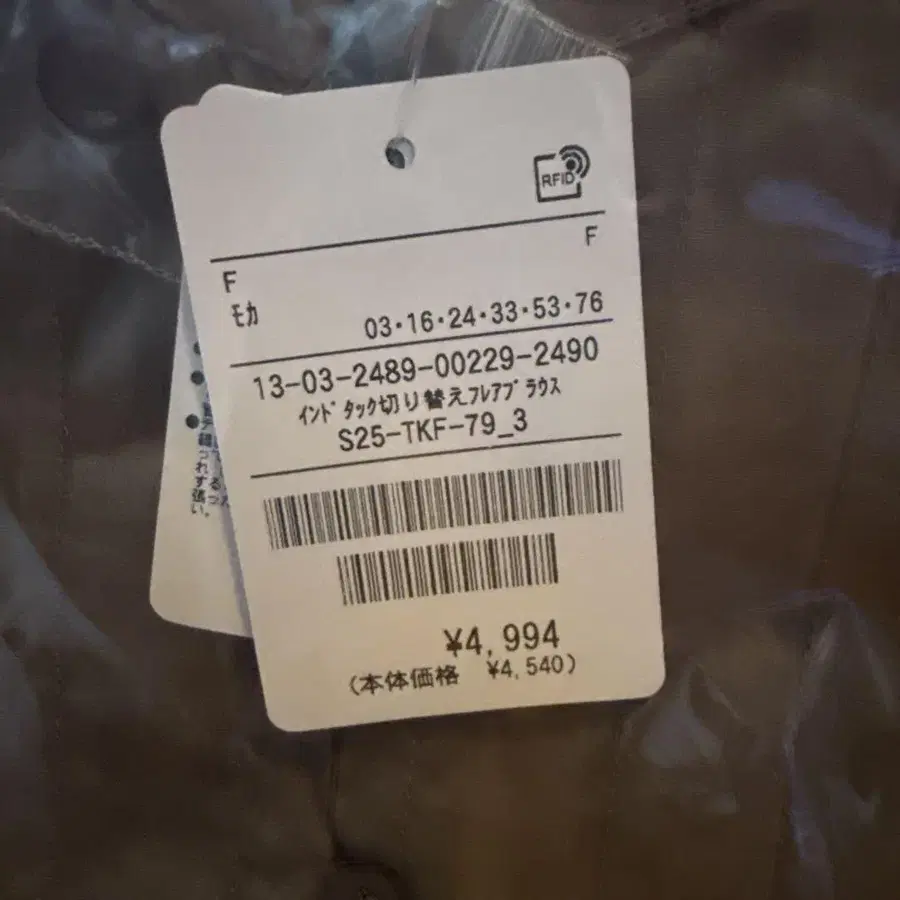 RFID
F
F
モカ
03・16・24・33・53・76
13-03-2489-00229-2490
ｲﾝﾄﾞﾀｯｸ切り替えﾌﾚｱﾌﾞﾗｳｽ
S25-TKF-79_3
¥4,994
(本体価格 ¥4,540)